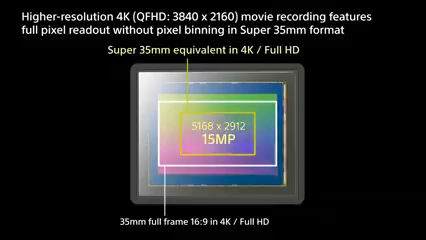 Higher-resolution 4K (QFHD: 3840 x 2160) movie recording features
full pixel readout without pixel binning in Super 35mm format
Super 35mm equivalent in 4K / Full HD
5168 x 2912
15MP
35mm full frame 16:9 in 4K / Full HD